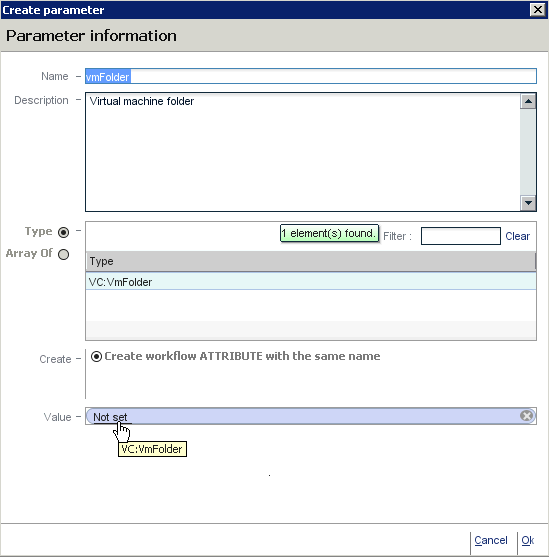 Create parameter
Parameter information
Name
vmFolder
Description
Virtual machine folder
Type
1 element(s) found.
Filter :
Clear
Array Of
Type
VC:VmFolder
Create
Create workflow ATTRIBUTE with the same name
Value
Not set
VC:VmFolder
Cancel
Ok